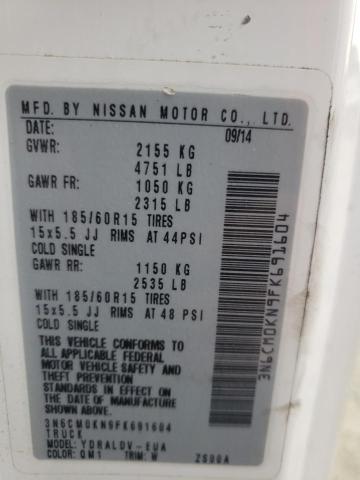 MFD. BY NISSAN MOTOR CO., LTD.
DATE: 09/14
GVWR: 2155 KG
4751 LB
GAWR FR: 1050 KG
2315 LB
WITH 185/60R15 TIRES
15x5.5 JJ RIMS AT 44PSI
COLD SINGLE
GAWR RR: 1150 KG
2535 LB
WITH 185/60R15 TIRES
15x5.5 JJ RIMS AT 48 PSI
COLD SINGLE
THIS VEHICLE CONFORMS TO
ALL APPLICABLE FEDERAL
MOTOR VEHICLE SAFETY AND
THEFT PREVENTION
STANDARDS IN EFFECT ON
THE DATE OF MANUFACTURE
SHOWN ABOVE.
3N6CM0KN9FK691604
TRUCK
MODEL: YDRALDV-EUA
COLOR: QM1 TRIM: W ZS00A
3N6CM0KN9FK691604